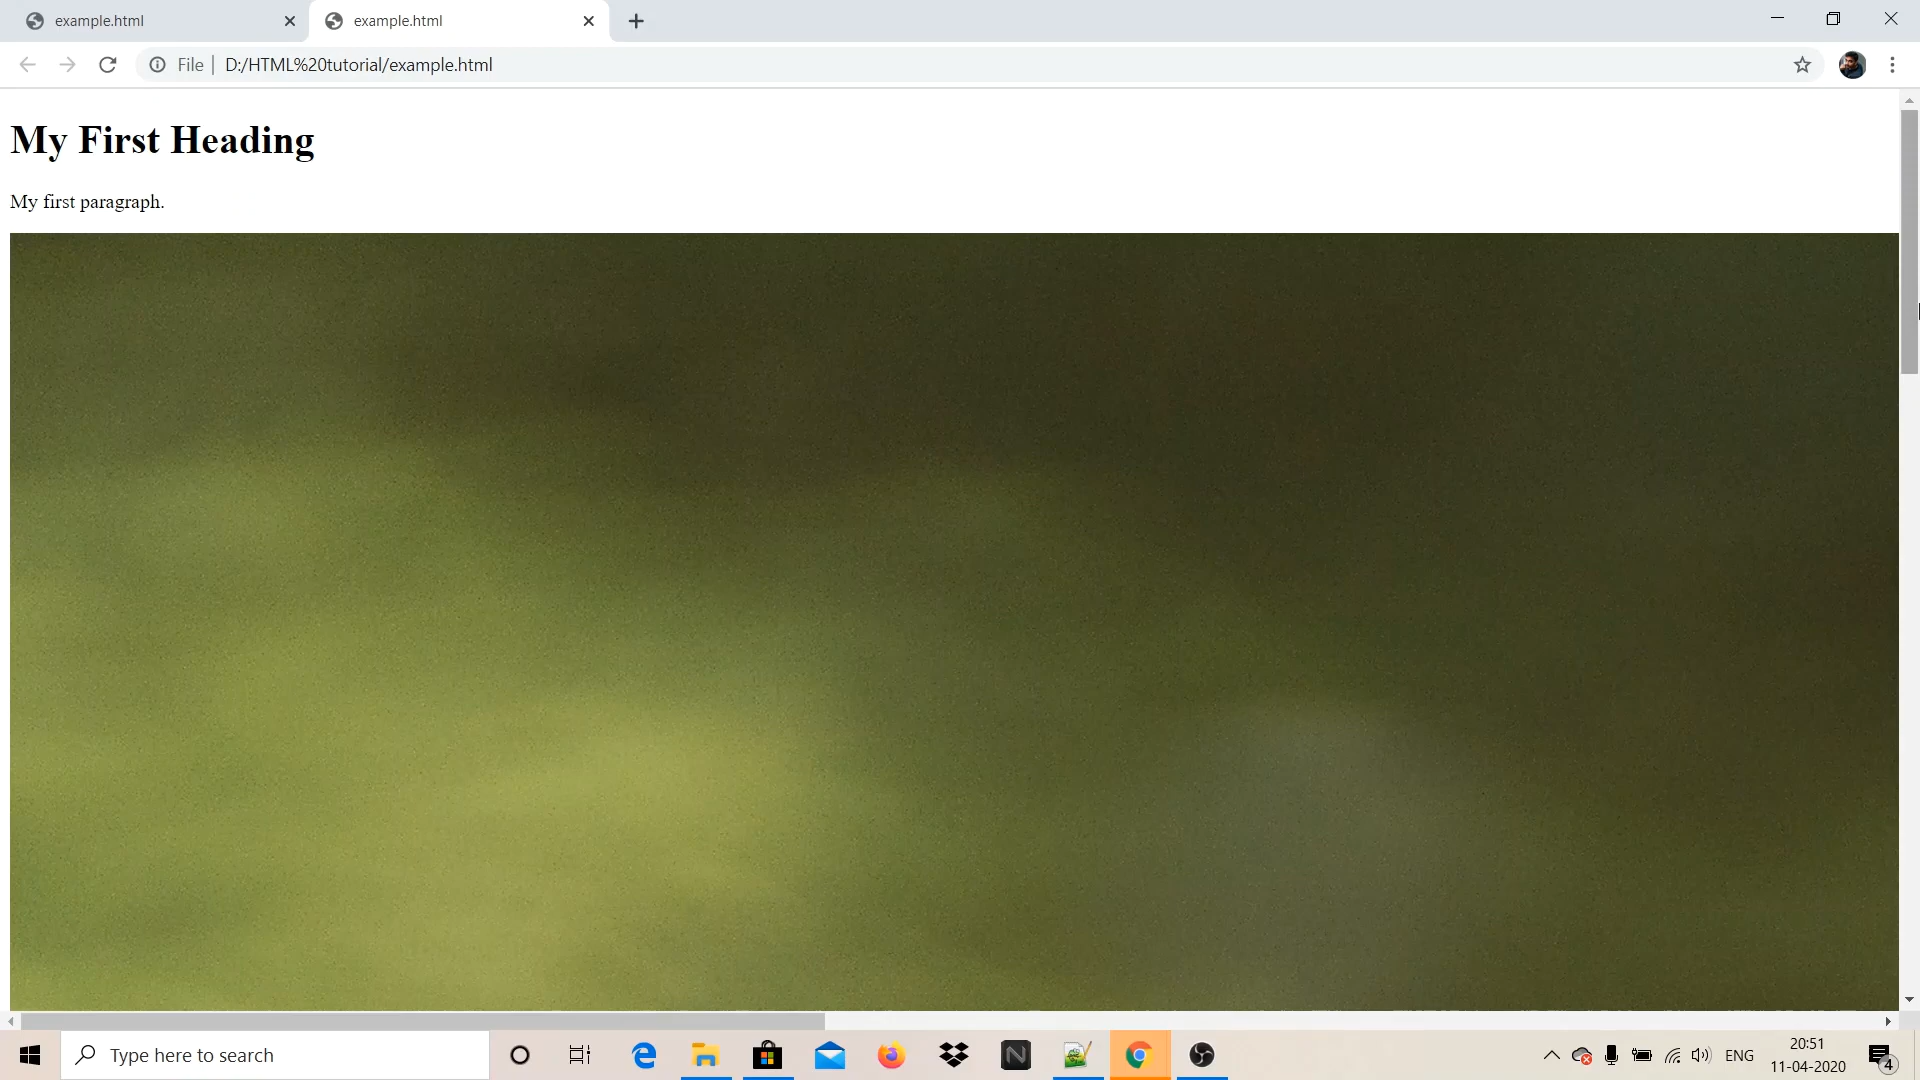 example.html
example.html
File
D:/HTML%20tutorial/example.html
My First Heading
My first paragraph.
Type here to search
N
ENG
20:51
11-04-2020
4